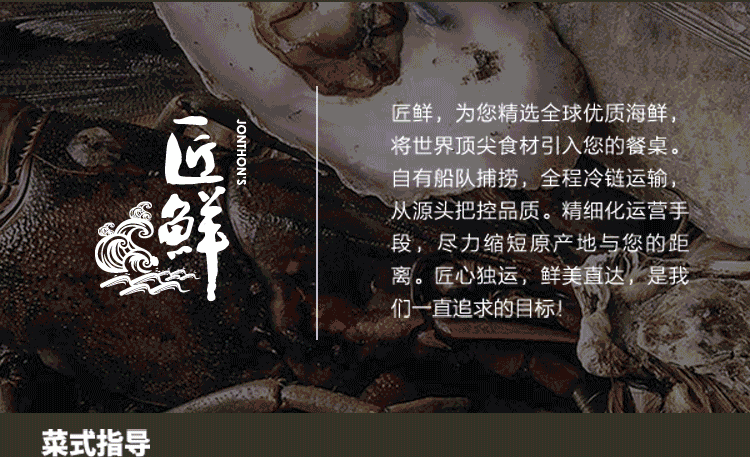 匠鲜
JONTHON'S
匠鲜，为您精选全球优质海鲜，
将世界顶尖食材引入您的餐桌。
自有船队捕捞，全程冷链运输，
从源头把控品质。精细化运营手
段，尽力缩短原产地与您的距
离。匠心独运，鲜美直达，是我
们一直追求的目标！
菜式指导